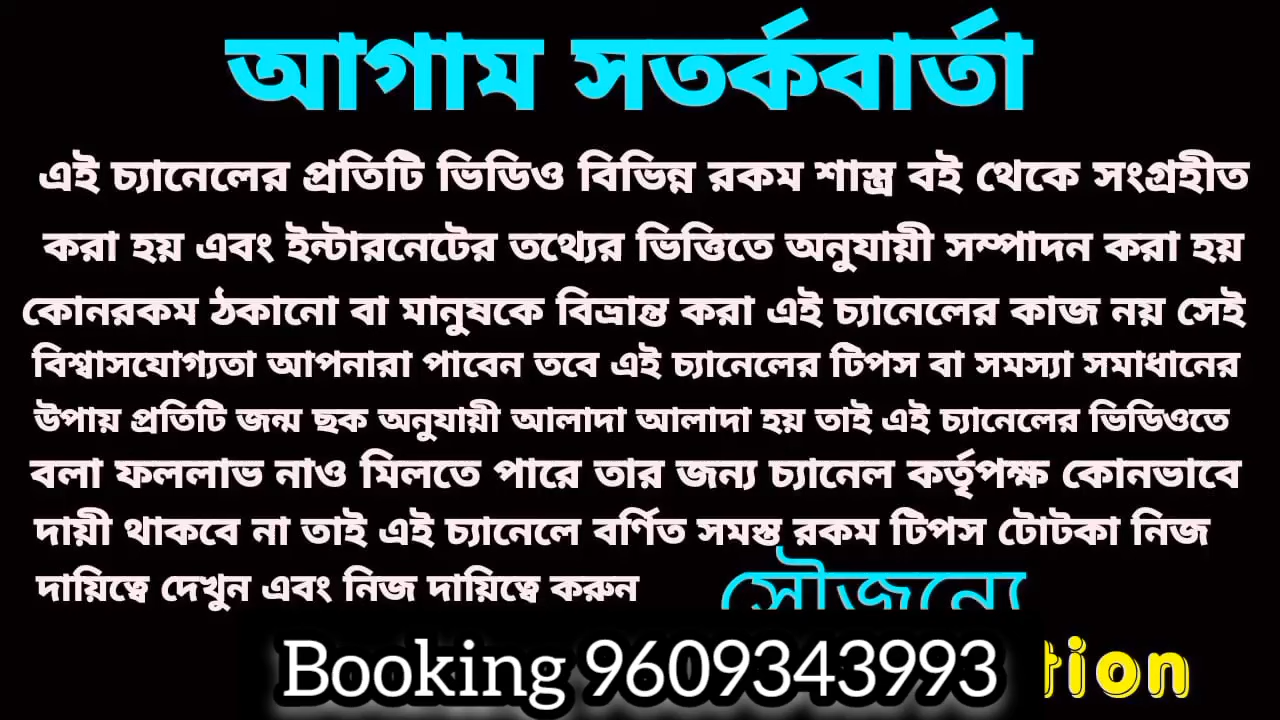 আগাম সতর্কবার্তা
এই চ্যানেলের প্রতিটি ভিডিও বিভিন্ন রকম শাস্ত্র বই থেকে সংগ্রহীত
করা হয় এবং ইন্টারনেটের তথ্যের ভিত্তিতে অনুযায়ী সম্পাদন করা হয়
কোনরকম ঠকানো বা মানুষকে বিভ্রান্ত করা এই চ্যানেলের কাজ নয় সেই
বিশ্বাসযোগ্যতা আপনারা পাবেন তবে এই চ্যানেলের টিপস বা সমস্যা সমাধানের
উপায় প্রতিটি জন্ম ছক অনুযায়ী আলাদা আলাদা হয় তাই এই চ্যানেলের ভিডিওতে
বলা ফললাভ নাও মিলতে পারে তার জন্য চ্যানেল কর্তৃপক্ষ কোনভাবে
দায়ী থাকবে না তাই এই চ্যানেলে বর্ণিত সমস্ত রকম টিপস টোটকা নিজ
দায়িত্বে দেখুন এবং নিজ দায়িত্বে করুন
সৌজন্যে
Booking 9609343993